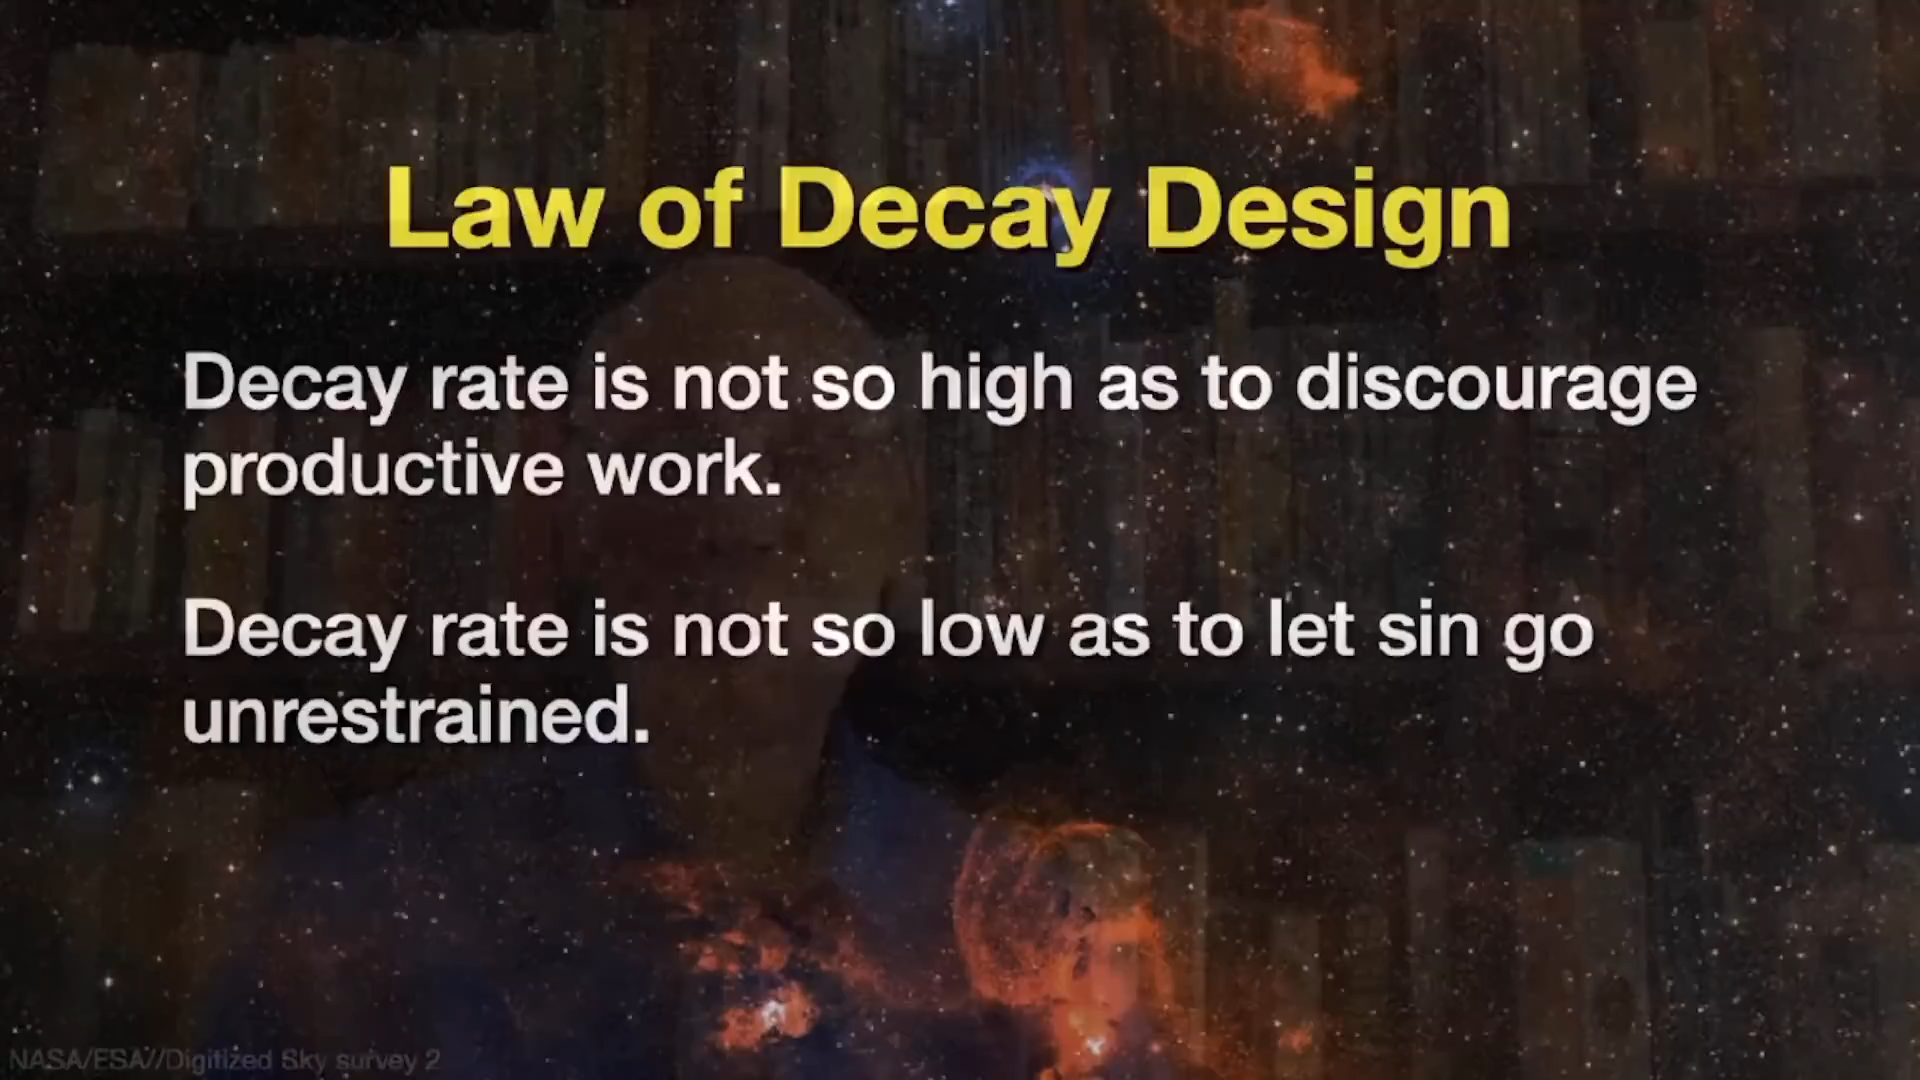 Law of Decay Design
Decay rate is not so high as to discourage
productive work.
Decay rate is not so low as to let sin go
unrestrained.
NASA/ESA//Digitized Sky survey 2